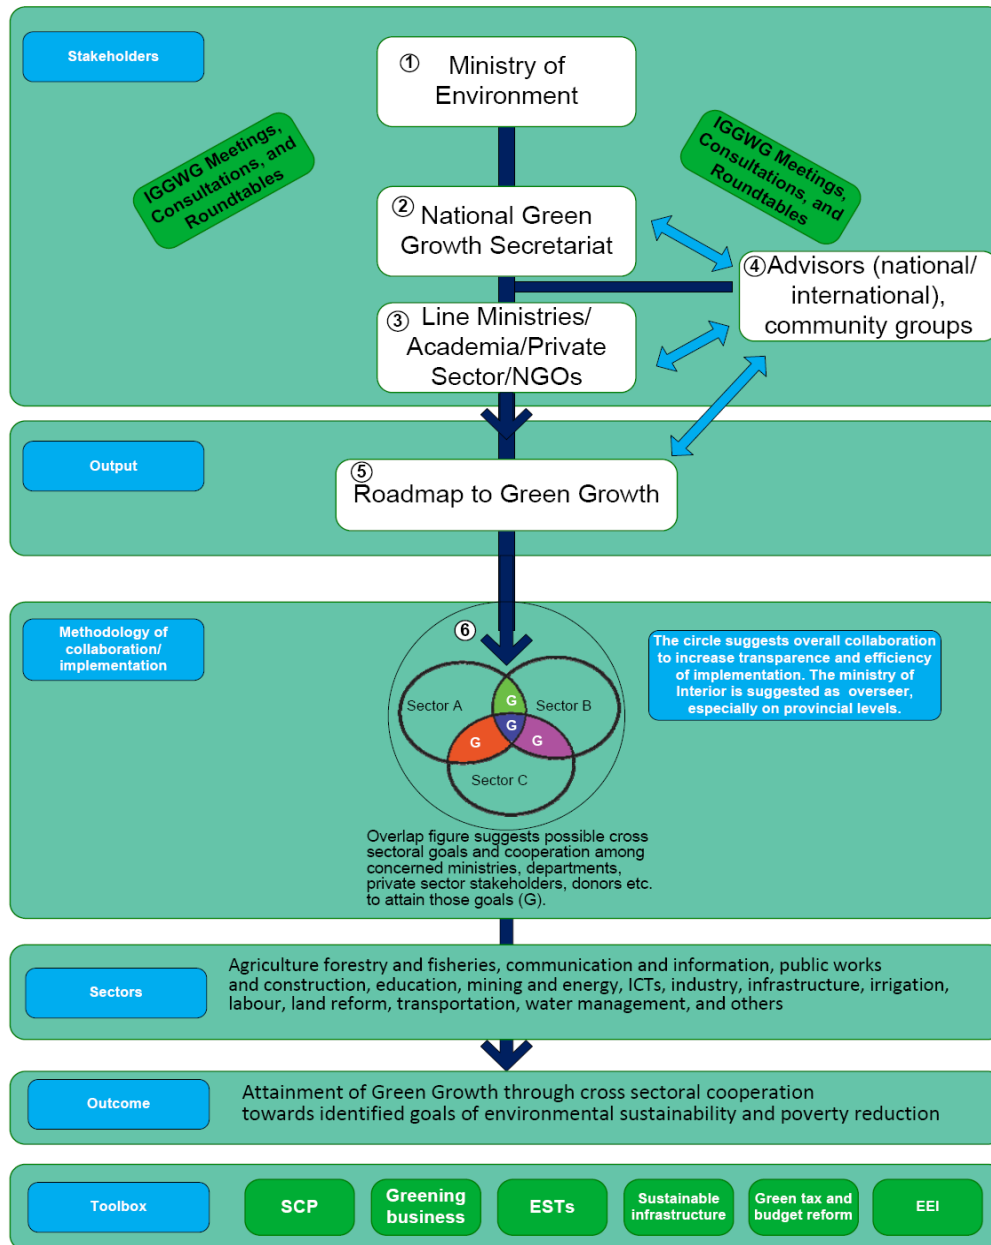 Stakeholders
① Ministry of
Environment
IGGWG Meetings,
Consultations, and
Roundtables
IGGWG Meetings,
Consultations, and
Roundtables
② National Green
Growth Secretariat
④ Advisors (national/
international),
community groups
③ Line Ministries/
Academia/Private
Sector/NGOs
Output
⑤ Roadmap to Green Growth
Methodology of
collaboration/
implementation
⑥
The circle suggests overall collaboration
to increase transparence and efficiency
of implementation. The ministry of
Interior is suggested as overseer,
especially on provincial levels.
Sector A
G
Sector B
G
G
G
Sector C
Overlap figure suggests possible cross
sectoral goals and cooperation among
concerned ministries, departments,
private sector stakeholders, donors etc.
to attain those goals (G).
Sectors
Agriculture forestry and fisheries, communication and information, public works
and construction, education, mining and energy, ICTs, industry, infrastructure, irrigation,
labour, land reform, transportation, water management, and others
Outcome
Attainment of Green Growth through cross sectoral cooperation
towards identified goals of environmental sustainability and poverty reduction
Toolbox
SCP
Greening
business
ESTs
Sustainable
infrastructure
Green tax and
budget reform
EEI